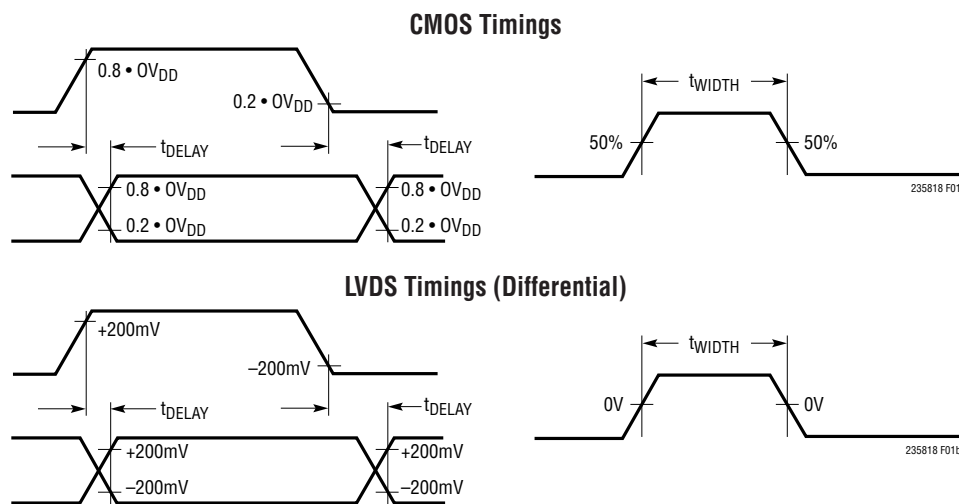 CMOS Timings
0.8 • OVDD
0.2 • OVDD
tDELAY
tDELAY
0.8 • OVDD
0.2 • OVDD
0.8 • OVDD
0.2 • OVDD
tWIDTH
50%
50%
235818 F01
LVDS Timings (Differential)
+200mV
–200mV
tDELAY
tDELAY
+200mV
–200mV
+200mV
–200mV
tWIDTH
0V
0V
235818 F01b